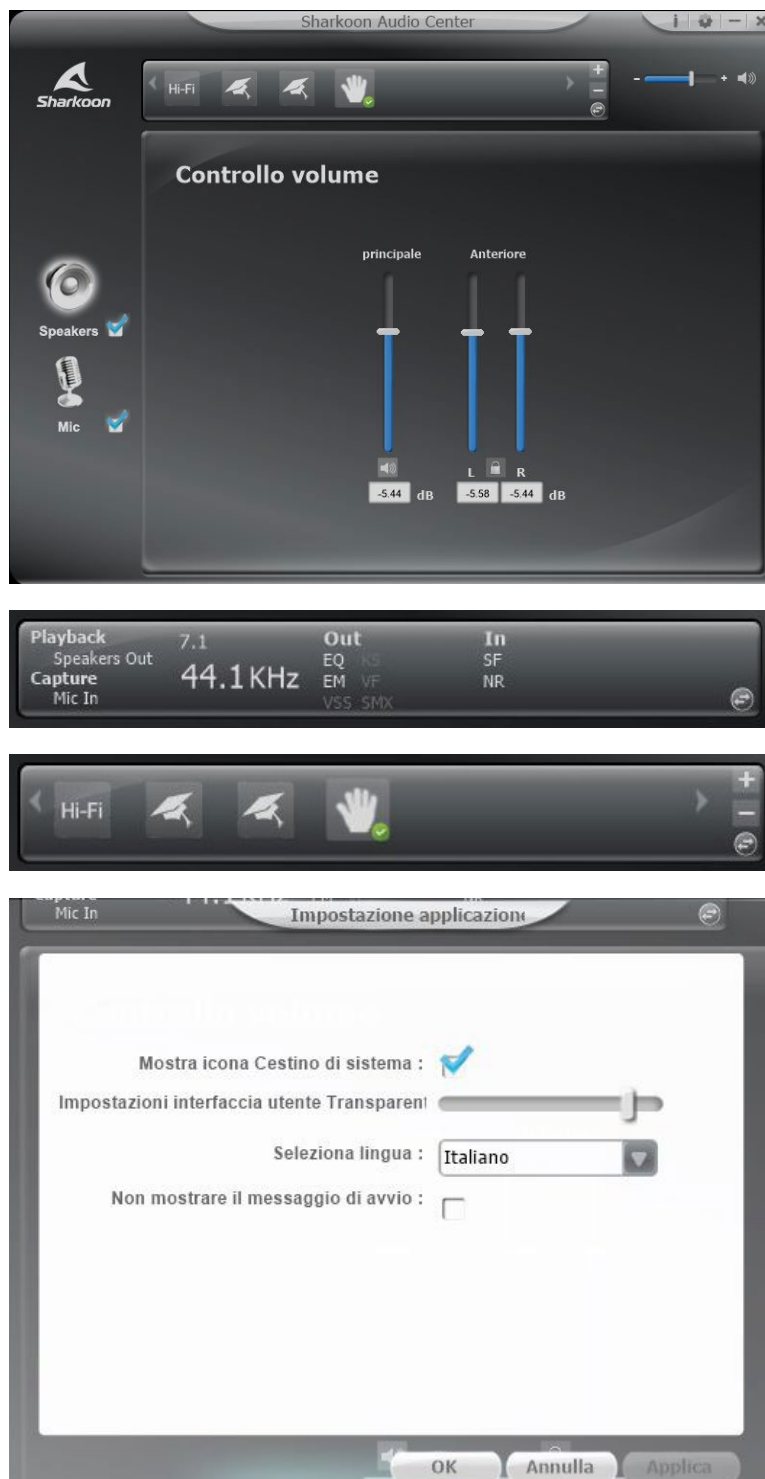 Sharkoon Audio Center
i
Sharkoon
Hi-Fi
- +
+
-
Controllo volume
principale Anteriore
Speakers
Mic
L R
-5.44 dB -5.58 -5.44 dB
Playback 7.1 Out In
Speakers Out EQ KS SF
Capture 44.1 KHz EM VF NR
Mic In VSS SMX
Hi-Fi
+
-
Mic In
Impostazione applicazione
Mostra icona Cestino di sistema :
Impostazioni interfaccia utente Transparent
Seleziona lingua : Italiano
Non mostrare il messaggio di avvio :
OK Annulla Applica